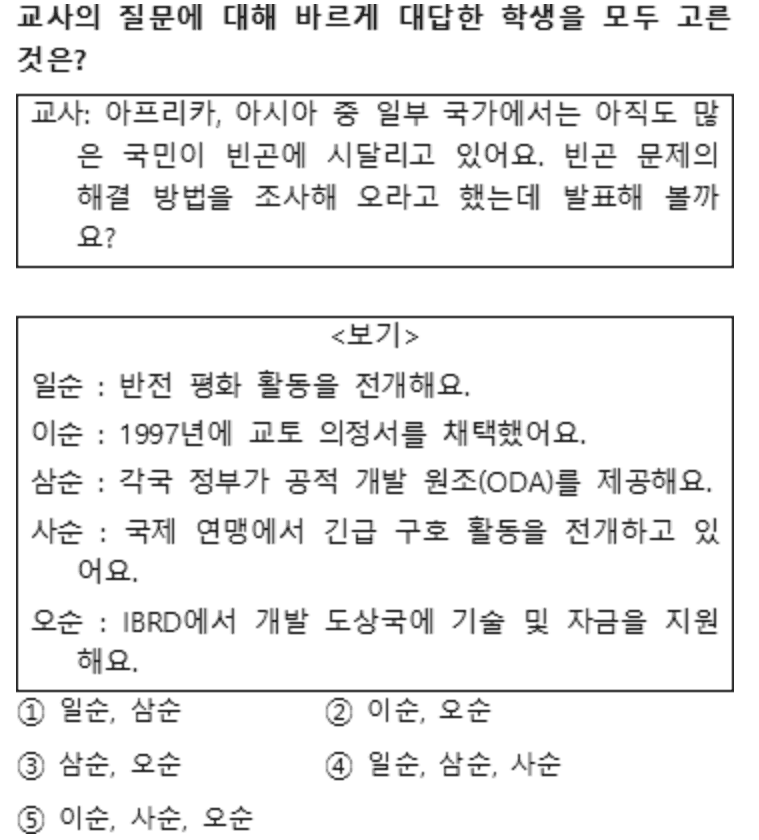 교사의 질문에 대해 바르게 대답한 학생을 모두 고른
것은?
교사: 아프리카, 아시아 중 일부 국가에서는 아직도 많
은 국민이 빈곤에 시달리고 있어요. 빈곤 문제의
해결 방법을 조사해 오라고 했는데 발표해 볼까
요?
<보기>
일순 : 반전 평화 활동을 전개해요.
이순 : 1997년에 교토 의정서를 채택했어요.
삼순 : 각국 정부가 공적 개발 원조(ODA)를 제공해요.
사순 : 국제 연맹에서 긴급 구호 활동을 전개하고 있
어요.
오순 : IBRD에서 개발 도상국에 기술 및 자금을 지원
해요.
① 일순, 삼순 ② 이순, 오순
③ 삼순, 오순 ④ 일순, 삼순, 사순
⑤ 이순, 사순, 오순